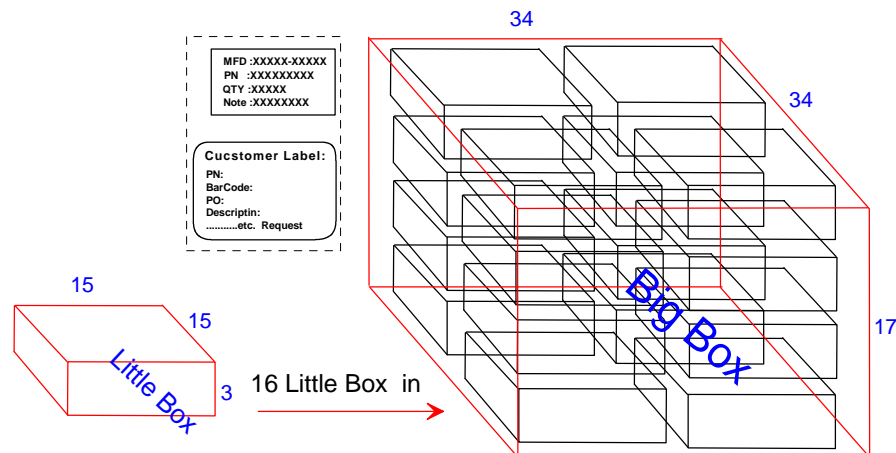 34
MFD :XXXXX-XXXXX
PN :XXXXXXXXX
QTY :XXXXX
Note :XXXXXXXX
34
Cucstomer Label:
PN:
BarCode:
PO:
Descriptin:
...........etc. Request
15
15
Little Box
3
16 Little Box in
Big Box
17